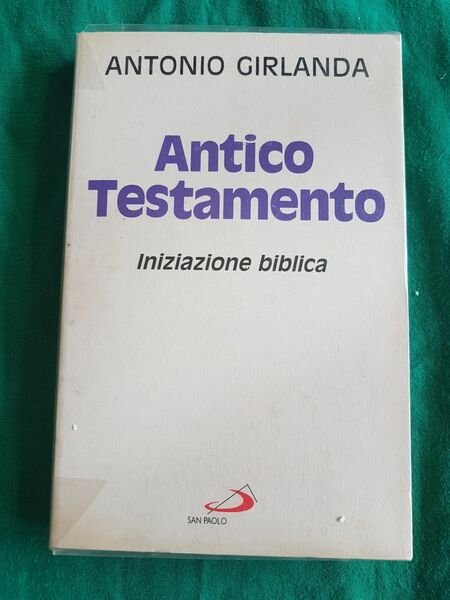 ANTONIO GIRLANDA
Antico
Testamento
Iniziazione biblica
SAN PAOLO